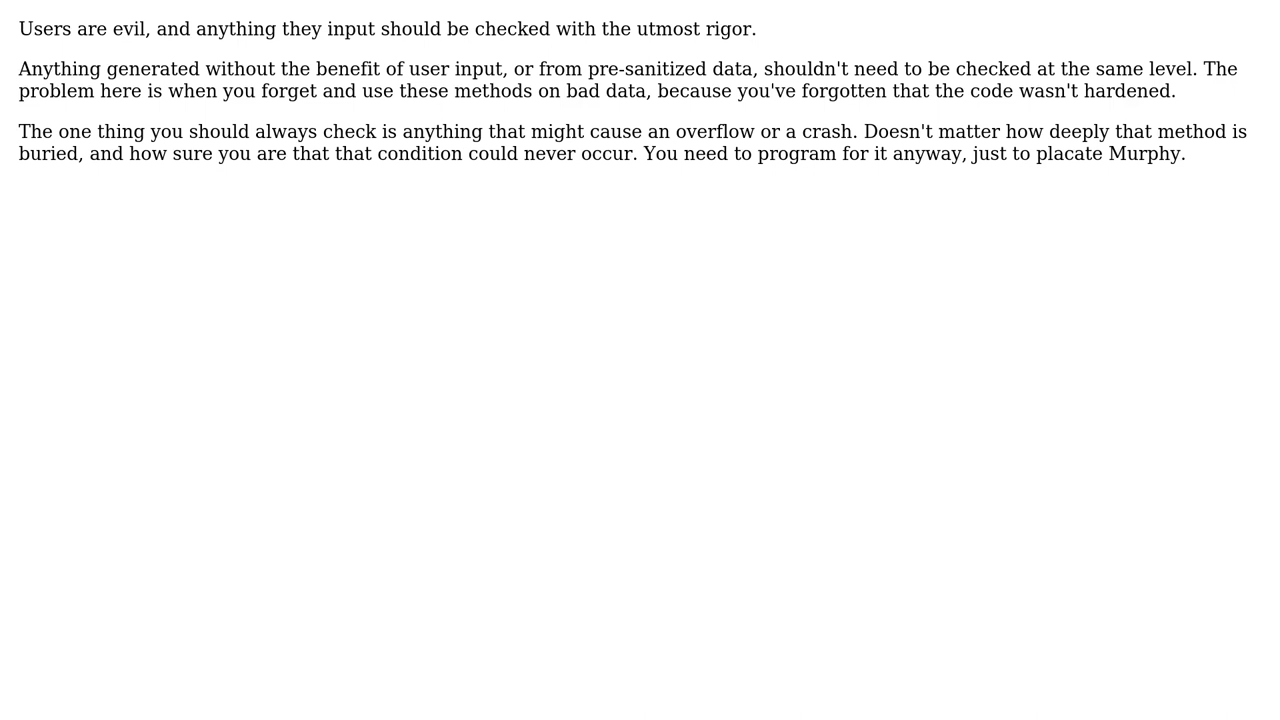 Users are evil, and anything they input should be checked with the utmost rigor.
Anything generated without the benefit of user input, or from pre-sanitized data, shouldn't need to be checked at the same level. The
problem here is when you forget and use these methods on bad data, because you've forgotten that the code wasn't hardened.
The one thing you should always check is anything that might cause an overflow or a crash. Doesn't matter how deeply that method is
buried, and how sure you are that that condition could never occur. You need to program for it anyway, just to placate Murphy.